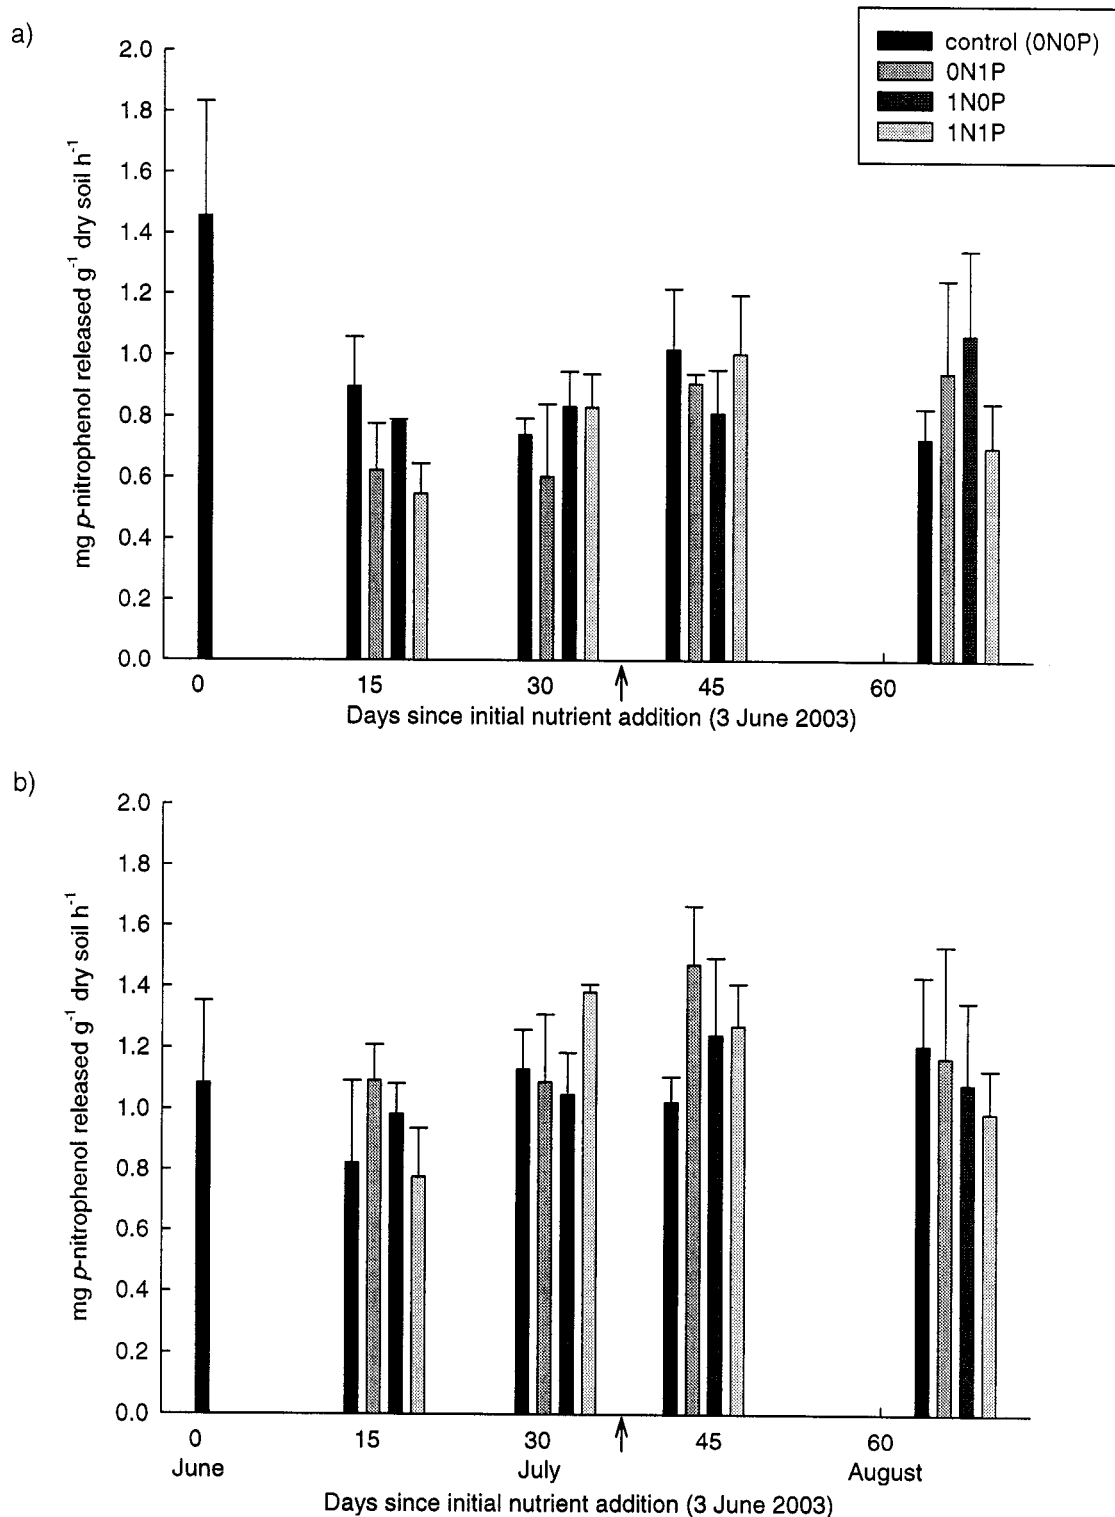 a)
control (0N0P)
0N1P
1N0P
1N1P
mg p-nitrophenol released g⁻¹ dry soil h⁻¹
2.0
1.8
1.6
1.4
1.2
1.0
0.8
0.6
0.4
0.2
0.0
0 15 30 45 60
Days since initial nutrient addition (3 June 2003)
b)
mg p-nitrophenol released g⁻¹ dry soil h⁻¹
2.0
1.8
1.6
1.4
1.2
1.0
0.8
0.6
0.4
0.2
0.0
0 15 30 45 60
June July August
Days since initial nutrient addition (3 June 2003)